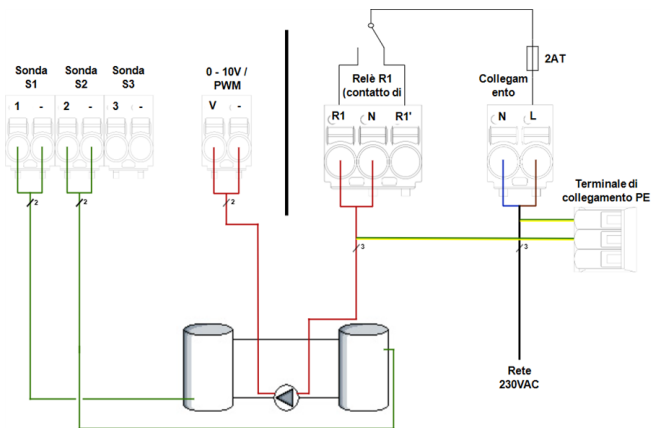 Sonda S1
Sonda S2
Sonda S3
0 - 10V / PWM
Relè R1 (contatto di
Collegam ento
2AT
1 - 2 - 3 -
V -
R1 N R1'
N L
Terminale di collegamento PE
2
2
2
3
3
Rete 230VAC